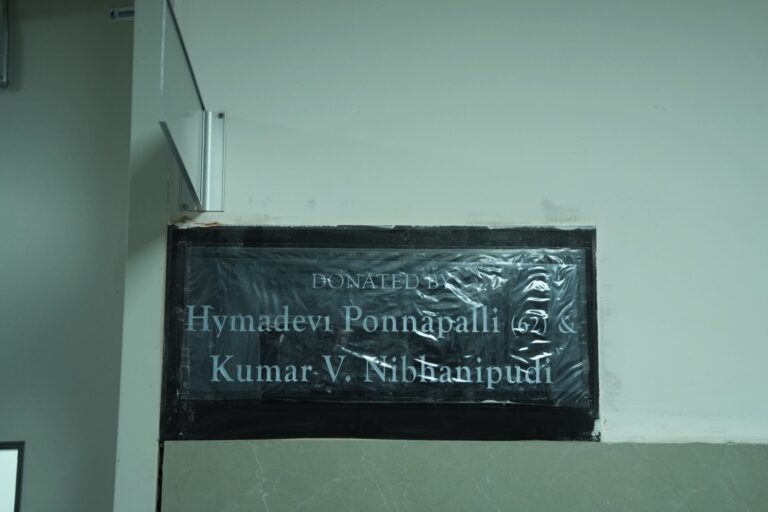 DONATED BY
Hymadevi Ponnapalli (62) &
Kumar V. Nibhanipudi